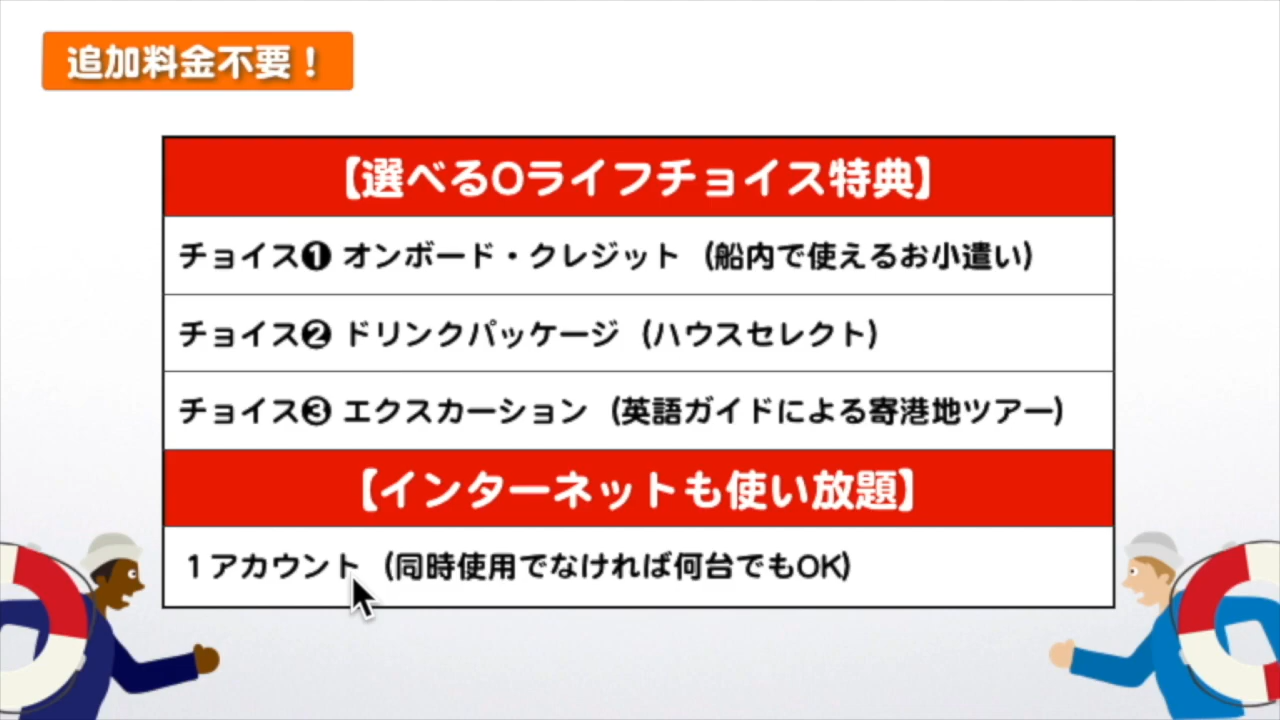 追加料金不要！
【選べるOライフチョイス特典】
チョイス❶ オンボード・クレジット（船内で使えるお小遣い）
チョイス❷ ドリンクパッケージ（ハウスセレクト）
チョイス❸ エクスカーション（英語ガイドによる寄港地ツアー）
【インターネットも使い放題】
１アカウント（同時使用でなければ何台でもOK）